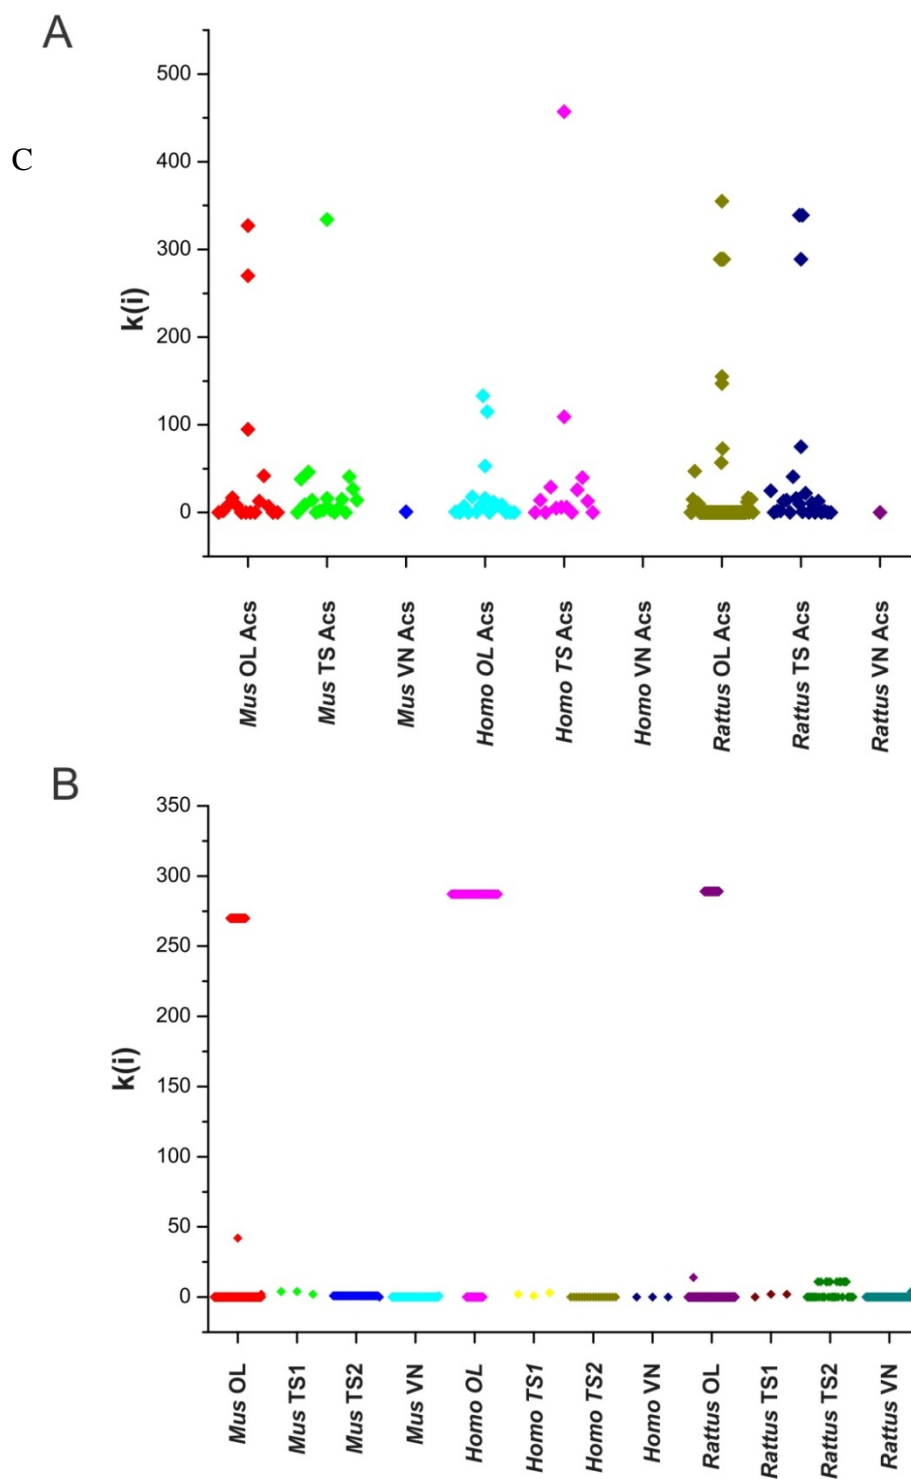 A
C
500
400
300
200
100
0
k(i)
Mus OL Acs
Mus TS Acs
Mus VN Acs
Homo OL Acs
Homo TS Acs
Homo VN Acs
Rattus OL Acs
Rattus TS Acs
Rattus VN Acs
B
350
300
250
200
150
100
50
0
k(i)
Mus OL
Mus TS1
Mus TS2
Mus VN
Homo OL
Homo TS1
Homo TS2
Homo VN
Rattus OL
Rattus TS1
Rattus TS2
Rattus VN